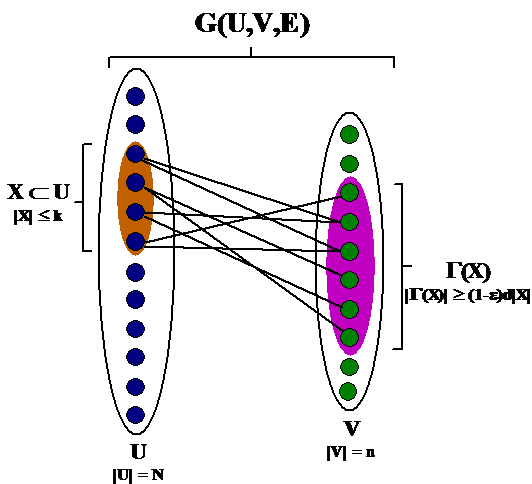 G(U,V,E)
X ⊂ U
|X| ≤ k
Γ(X)
|Γ(X)| ≥ (1-ε)d|X|
U
|U| = N
V
|V| = n